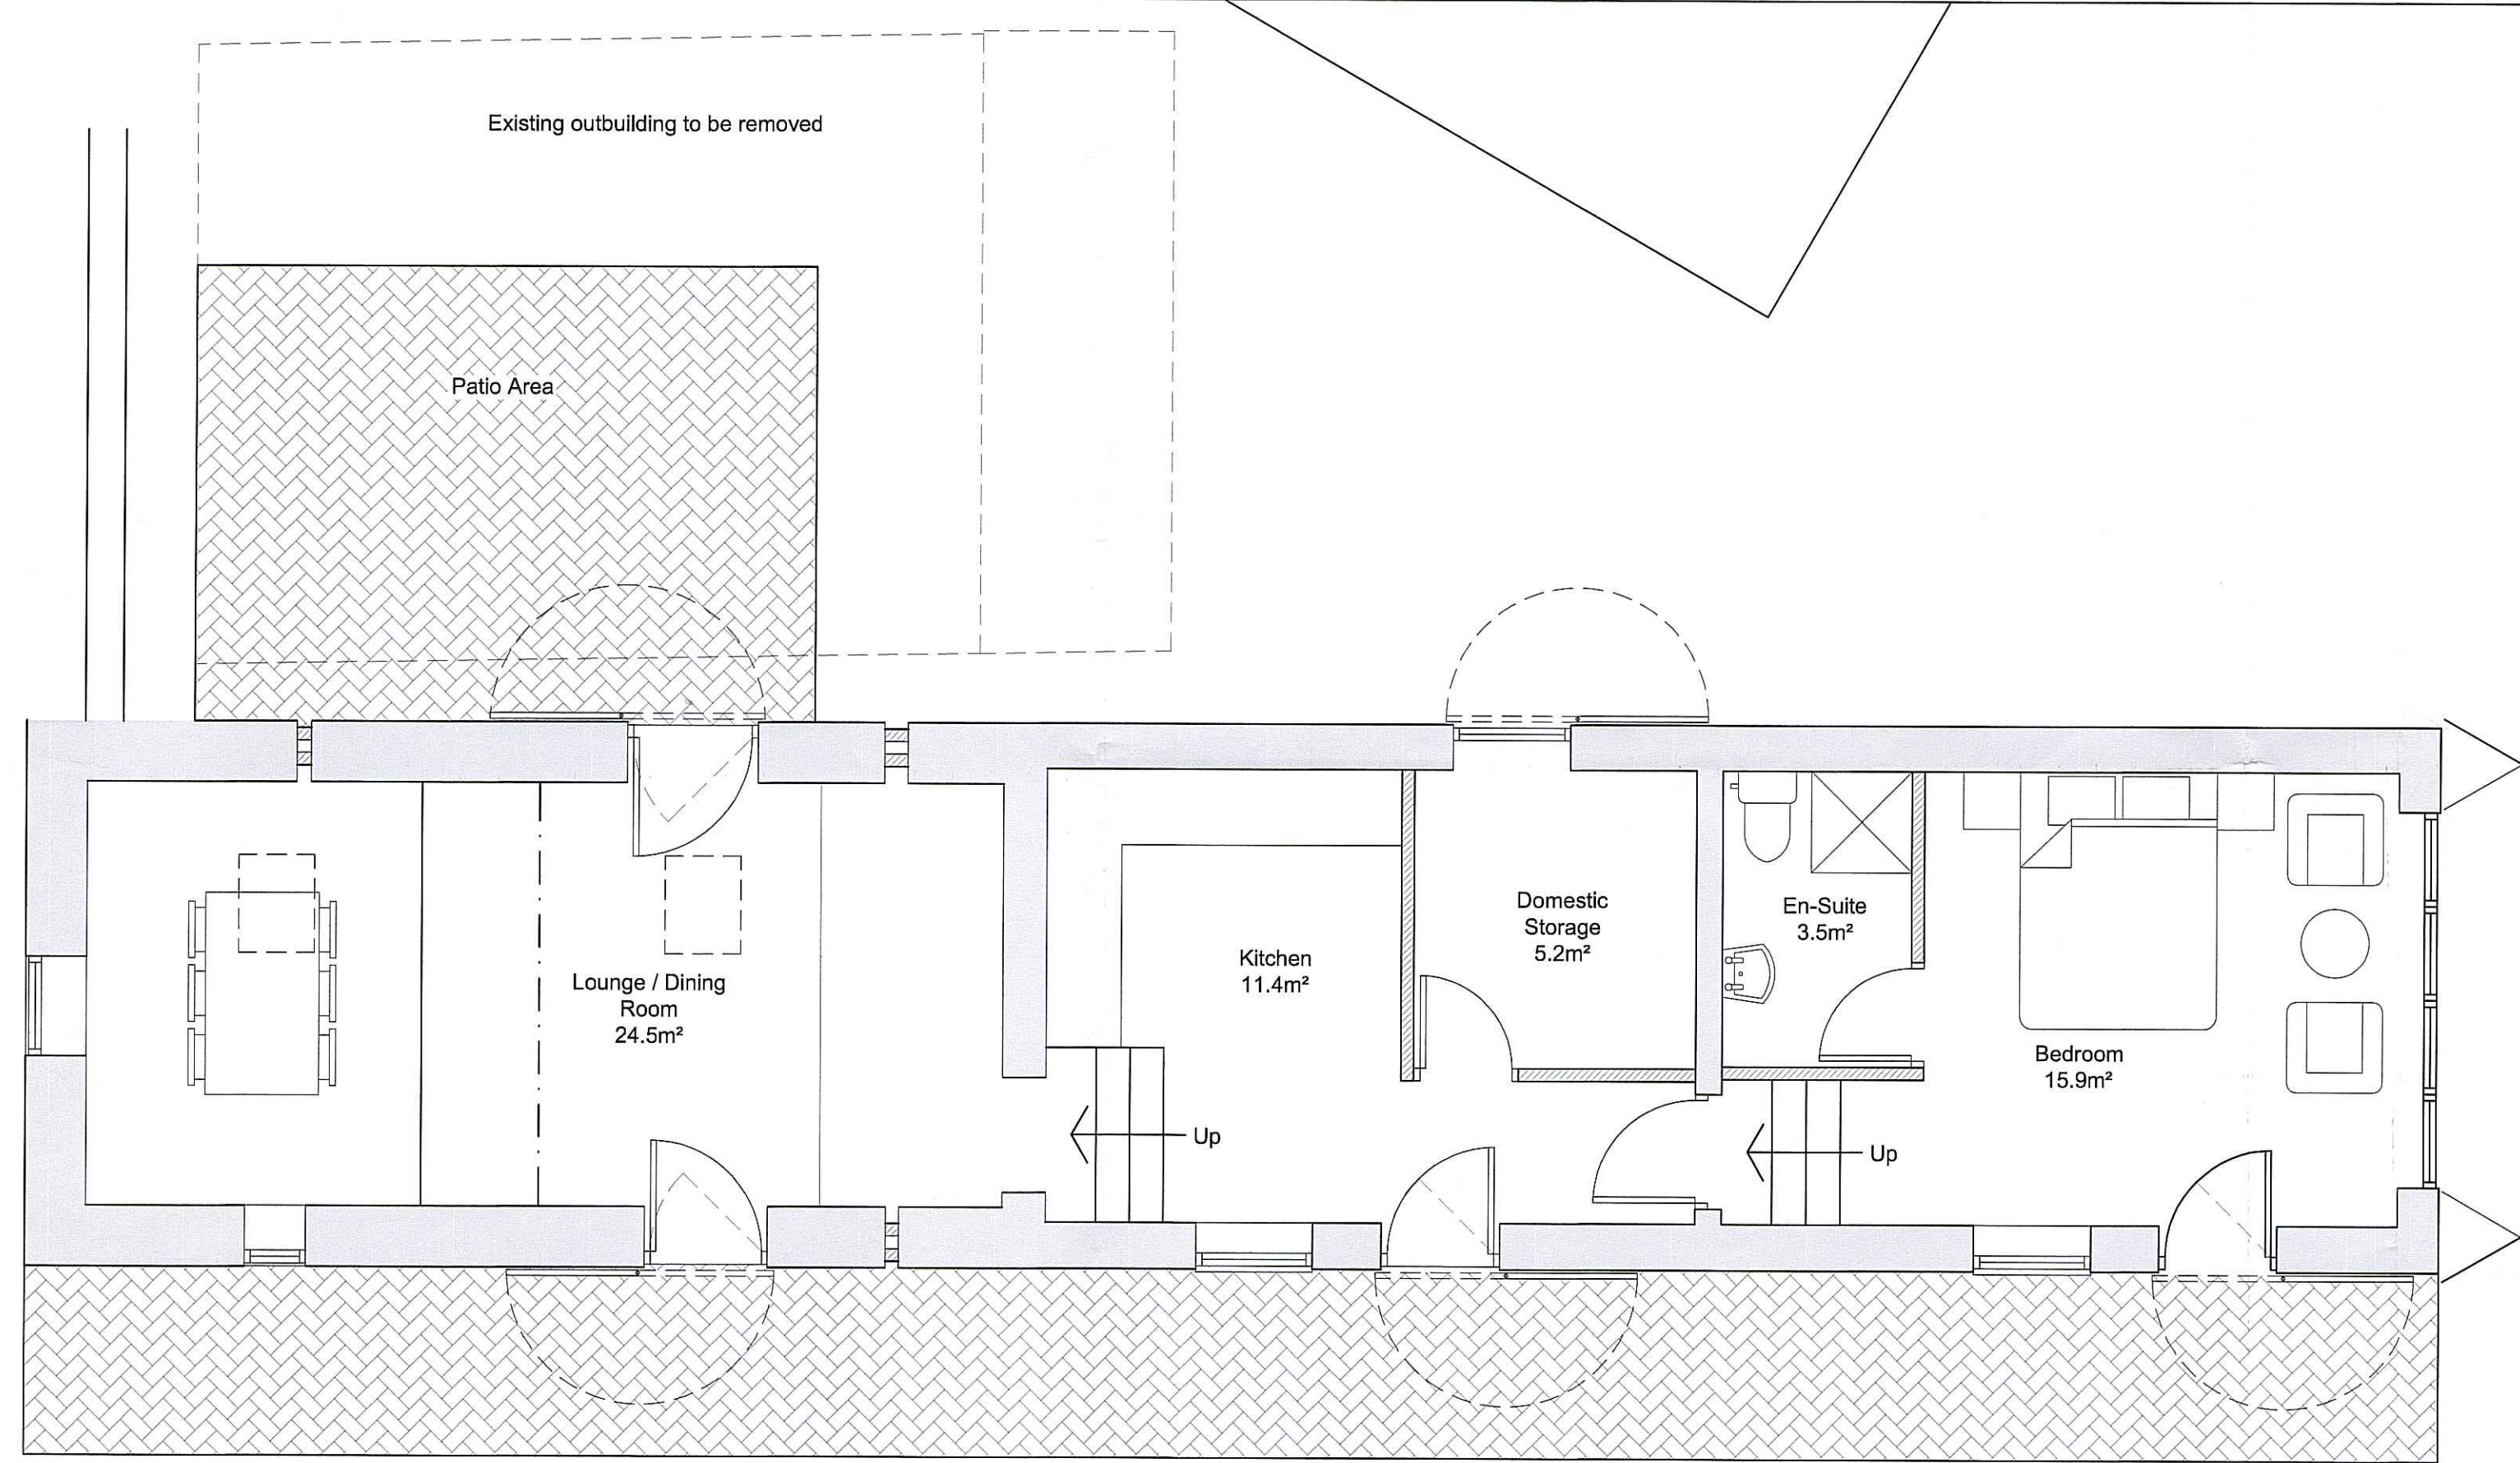 Existing outbuilding to be removed
Patio Area
Lounge / Dining
Room
24.5m²
Kitchen
11.4m²
Domestic
Storage
5.2m²
En-Suite
3.5m²
Bedroom
15.9m²
Up
Up